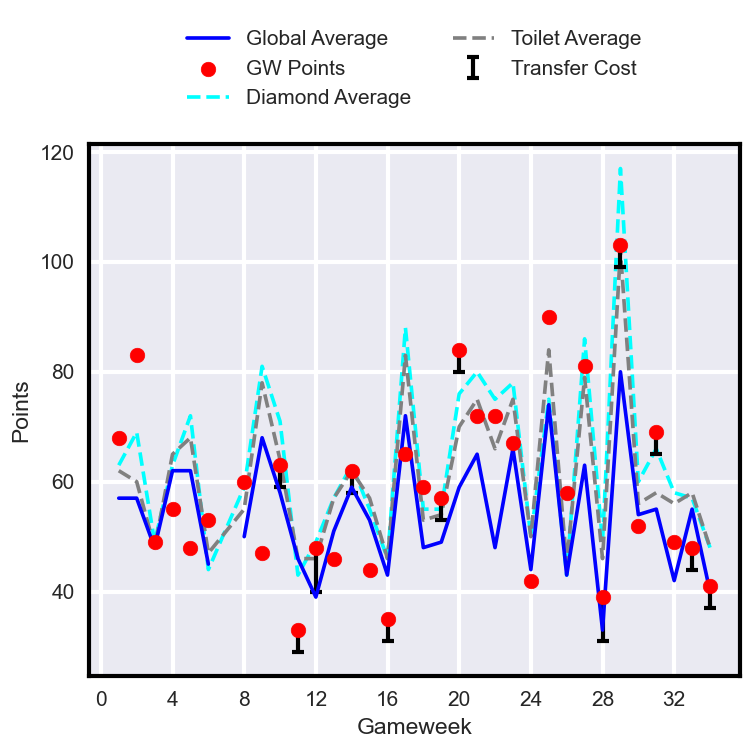 Global Average
GW Points
Diamond Average
Toilet Average
Transfer Cost
120
100
80
60
40
Points
0 4 8 12 16 20 24 28 32
Gameweek